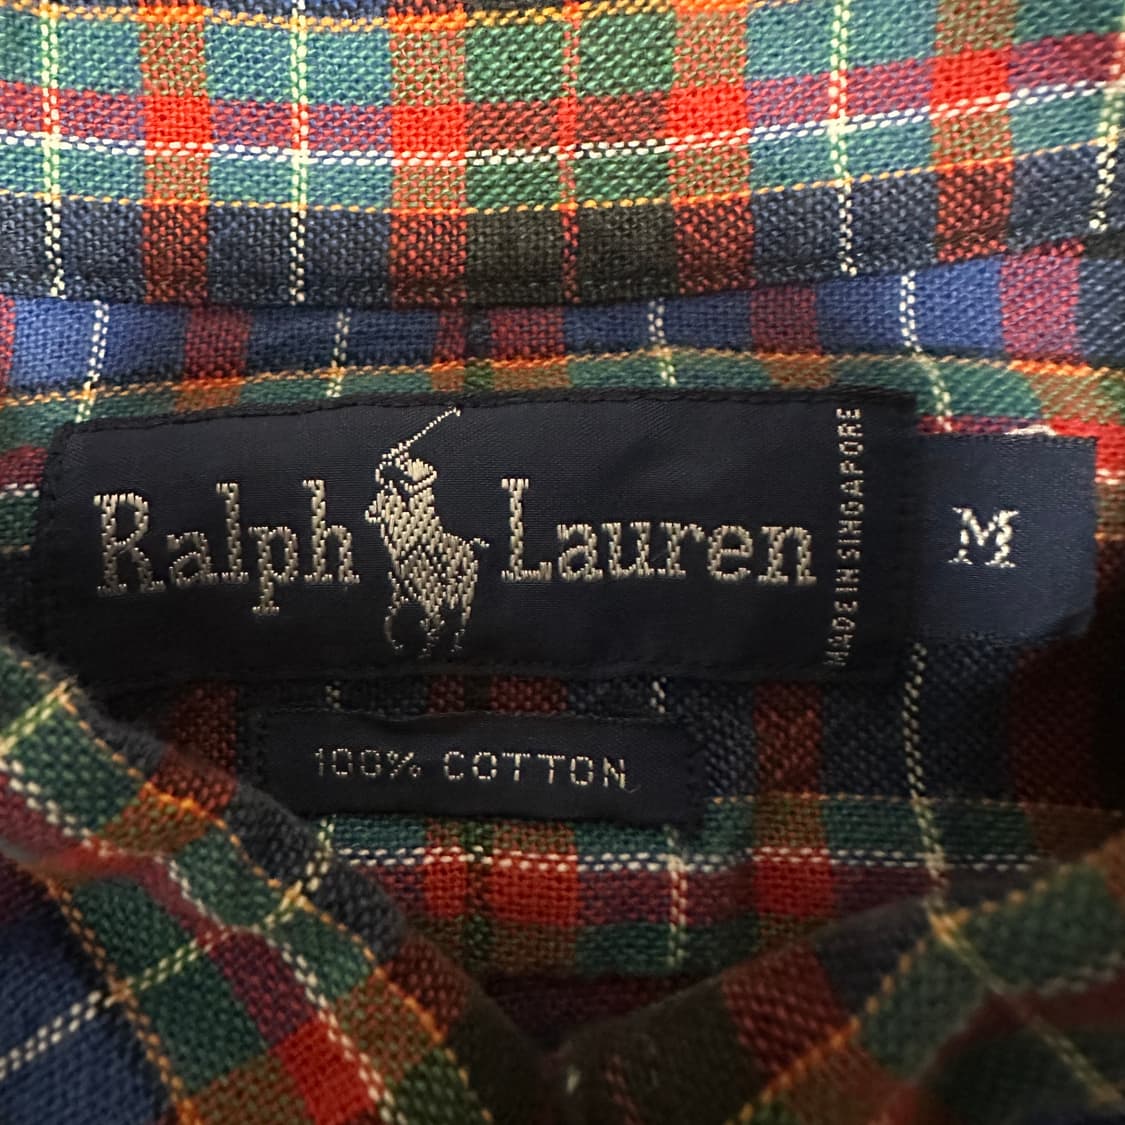 Ralph Lauren
MADE IN SINGAPORE
M
100% COTTON